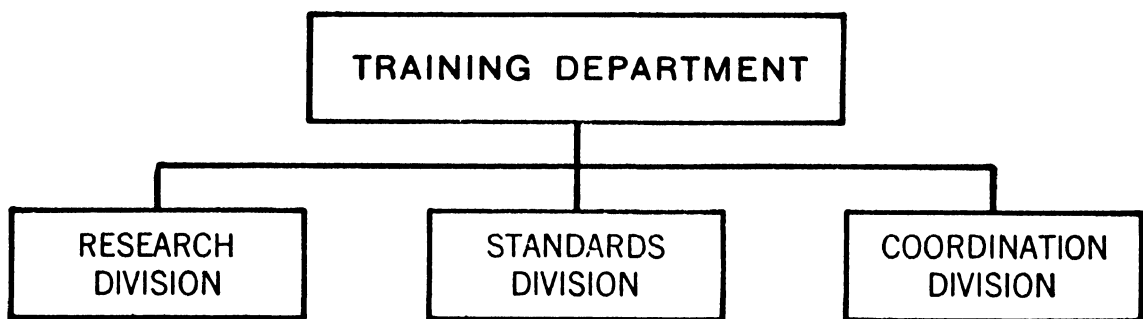 TRAINING DEPARTMENT
RESEARCH
DIVISION
STANDARDS
DIVISION
COORDINATION
DIVISION